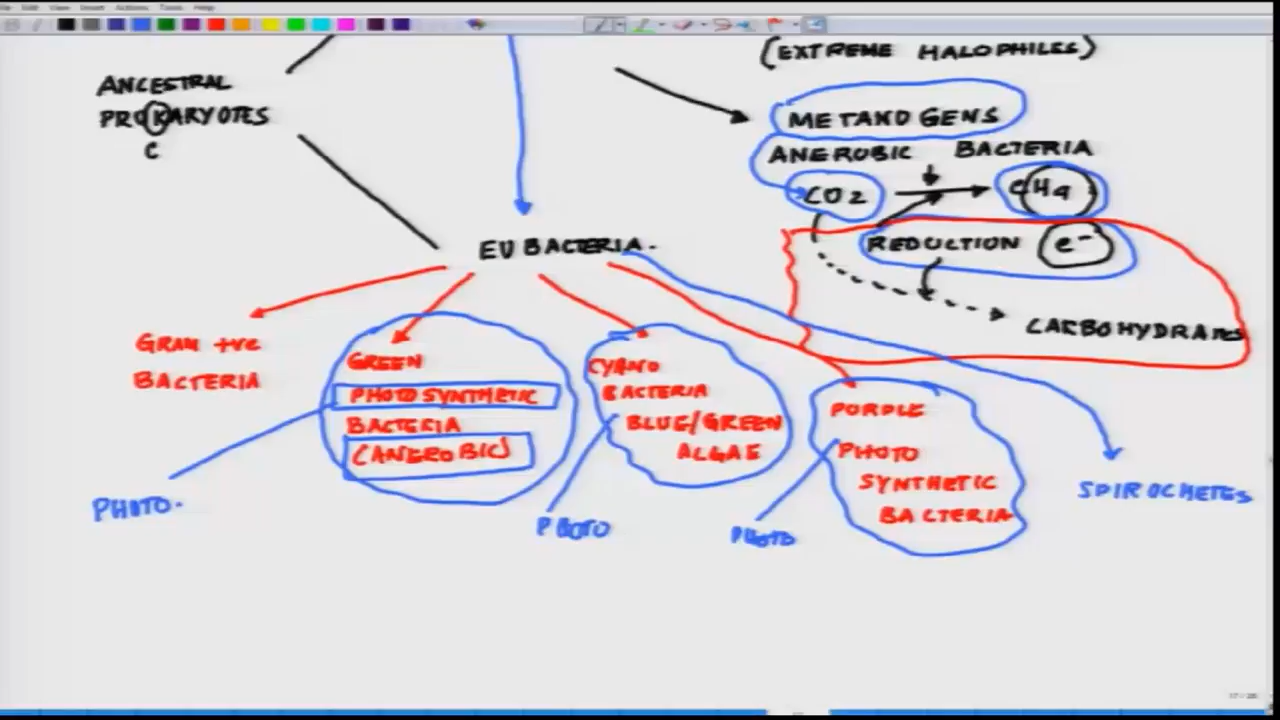 (EXTREME HALOPHILES)
ANCESTRAL
PROKARYOTES
C
METANOGENS
ANEROBIC BACTERIA
CO2
CH4
REDUCTION e-
CARBOHYDRATES
EUBACTERIA.
GRAM +ve
BACTERIA
GREEN
PHOTOSYNTHETIC
BACTERIA
(ANEROBIC)
CYANO
BACTERIA
BLUE/GREEN
ALGAE
PURPLE
PHOTO
SYNTHETIC
BACTERIA
SPIROCHETES
PHOTO.
PHOTO
PHOTO